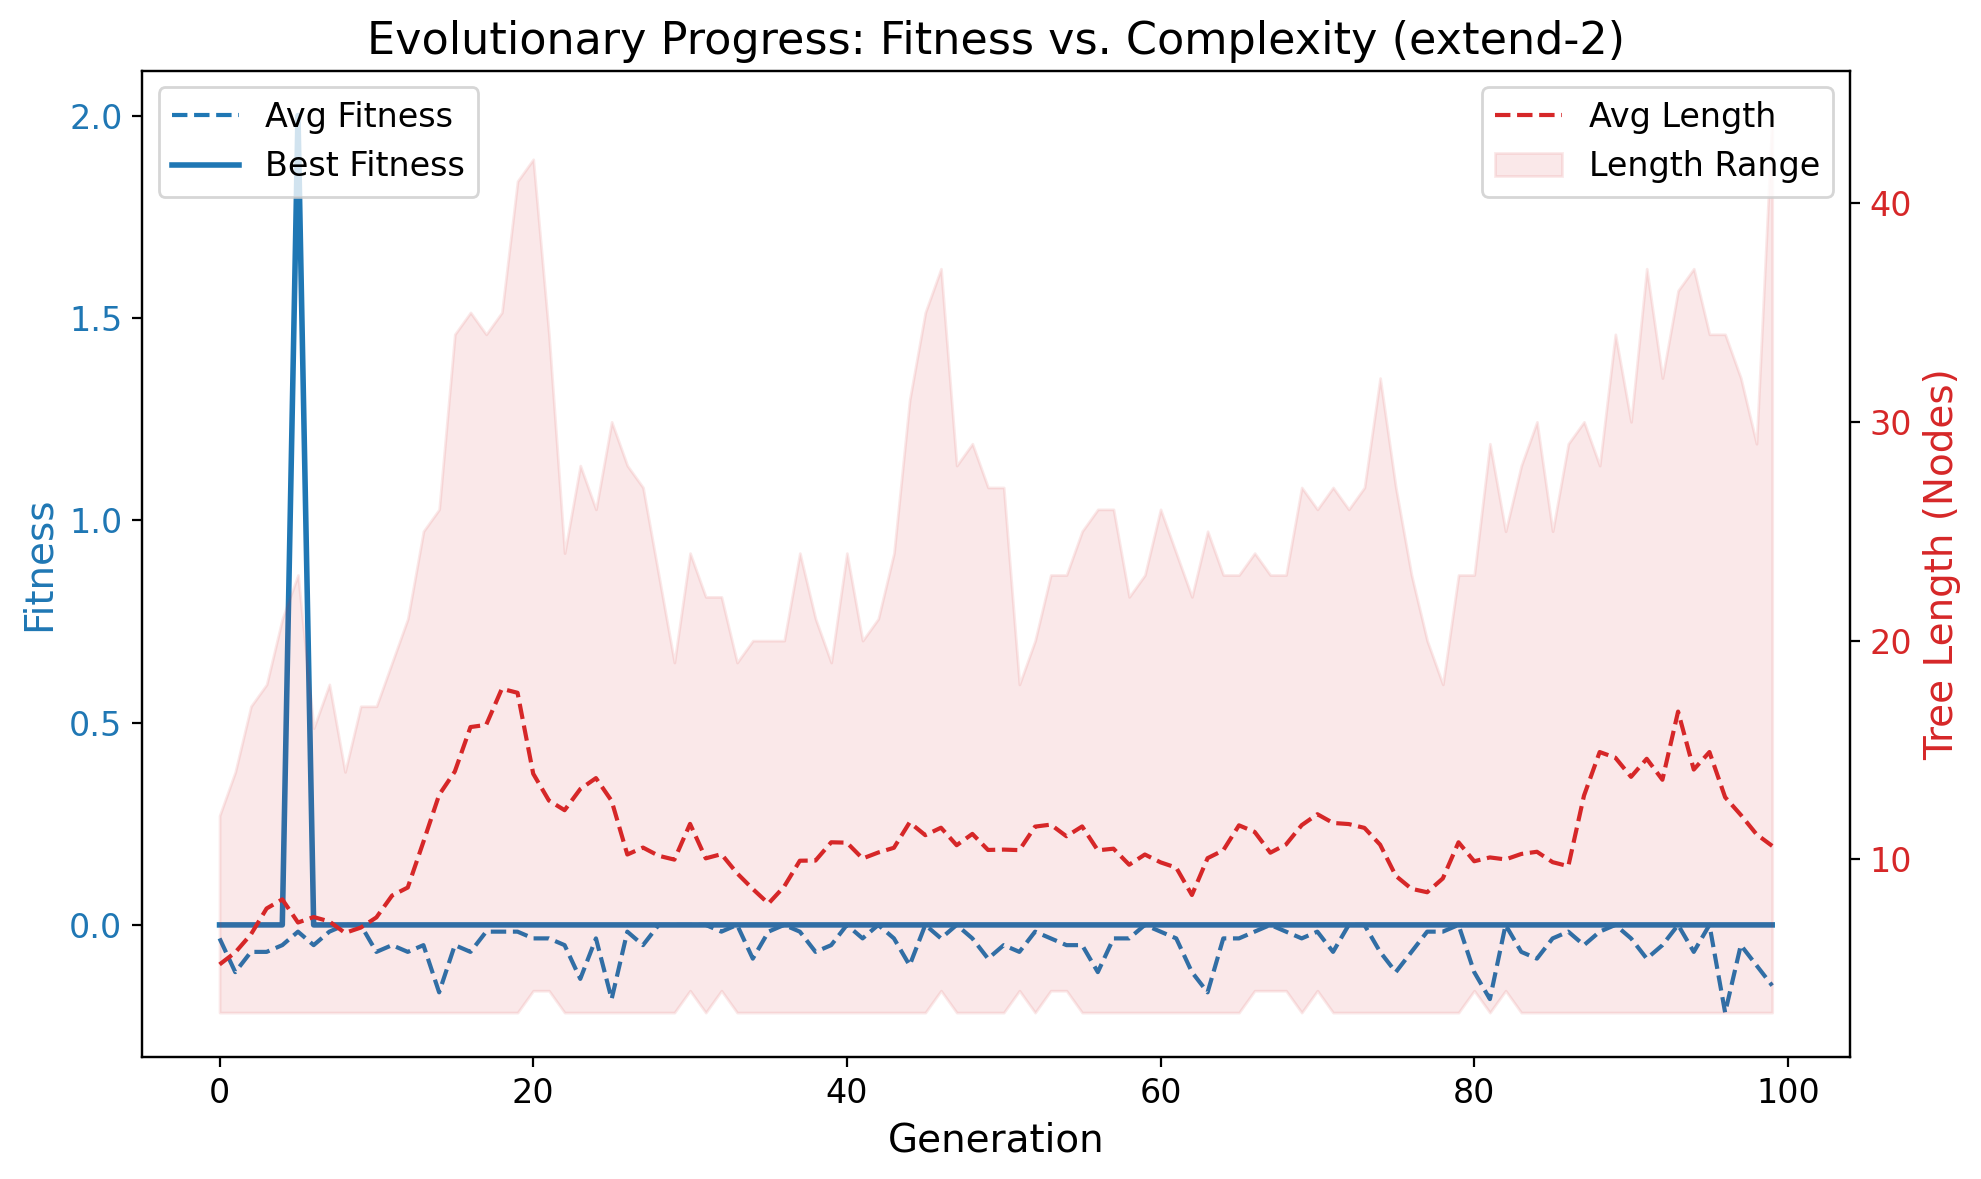 Evolutionary Progress: Fitness vs. Complexity (extend-2)
Avg Fitness
Best Fitness
Avg Length
Length Range
2.0
1.5
1.0
0.5
0.0
Fitness
40
30
20
10
Tree Length (Nodes)
0 20 40 60 80 100
Generation